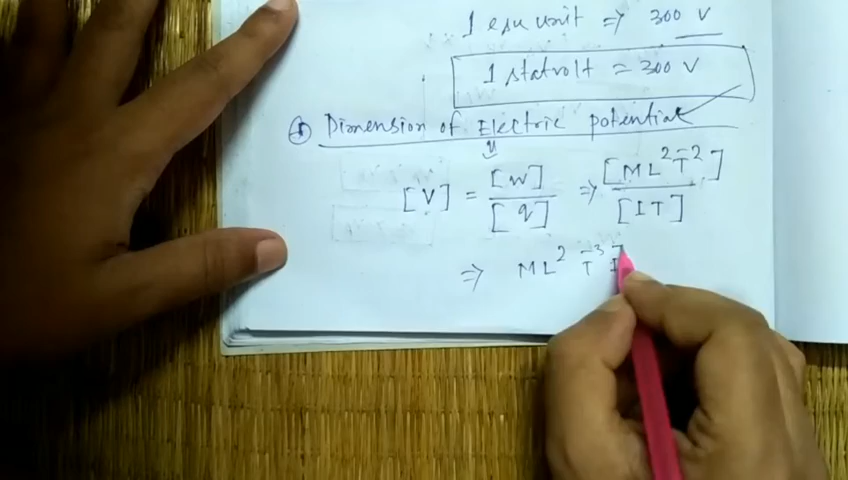 1 esu unit ⇒ 300 V
1 statvolt = 300 V
Dimension of Electric potential
[V] = [W] / [q] ⇒ [ML²T⁻²] / [IT]
⇒ ML² T⁻³ I⁻